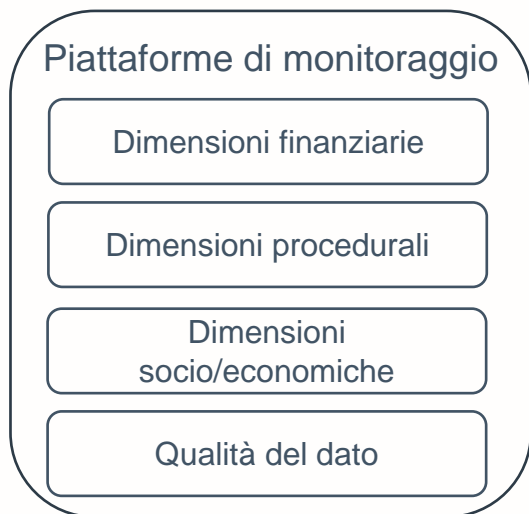 Piattaforme di monitoraggio
Dimensioni finanziarie
Dimensioni procedurali
Dimensioni
socio/economiche
Qualità del dato